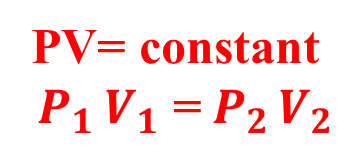 PV= constant
P₁ V₁ = P₂ V₂